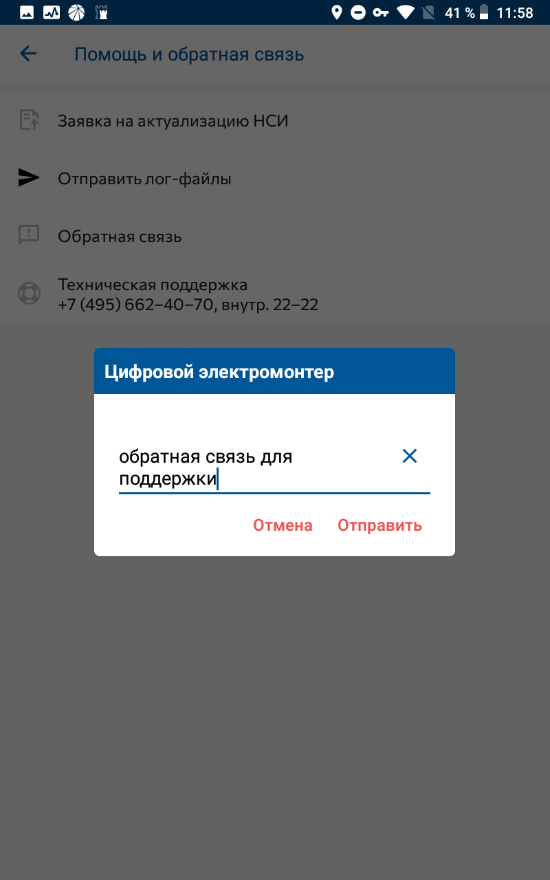 41 % 11:58
Помощь и обратная связь
Заявка на актуализацию НСИ
Отправить лог-файлы
Обратная связь
Техническая поддержка
+7 (495) 662–40–70, внутр. 22–22
Цифровой электромонтер
обратная связь для
поддержки
Отмена Отправить